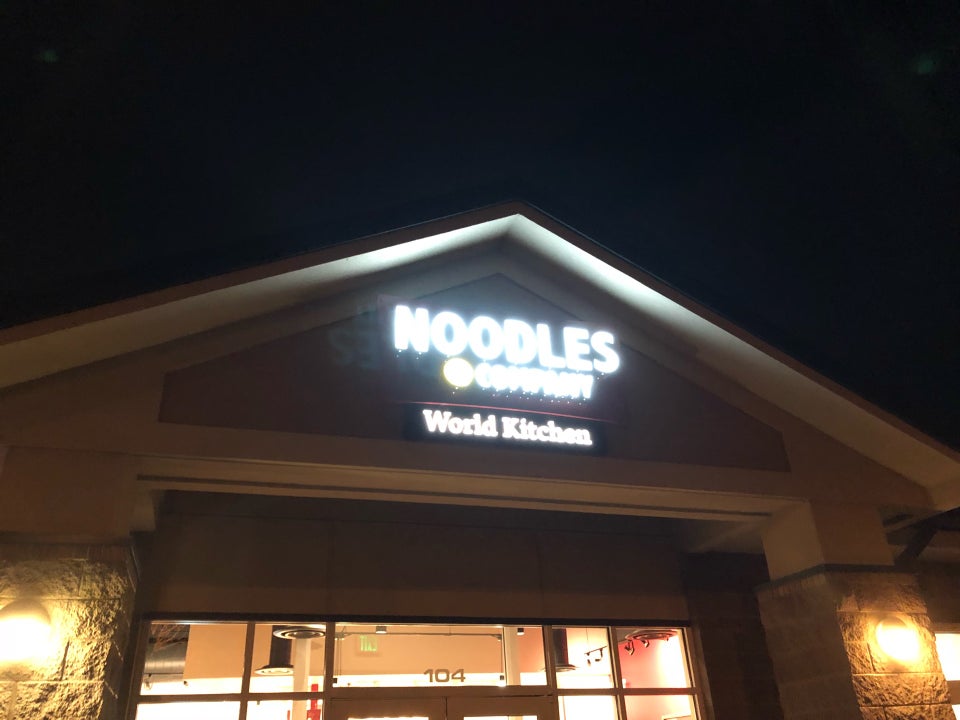 NOODLES
& COMPANY
World Kitchen
104